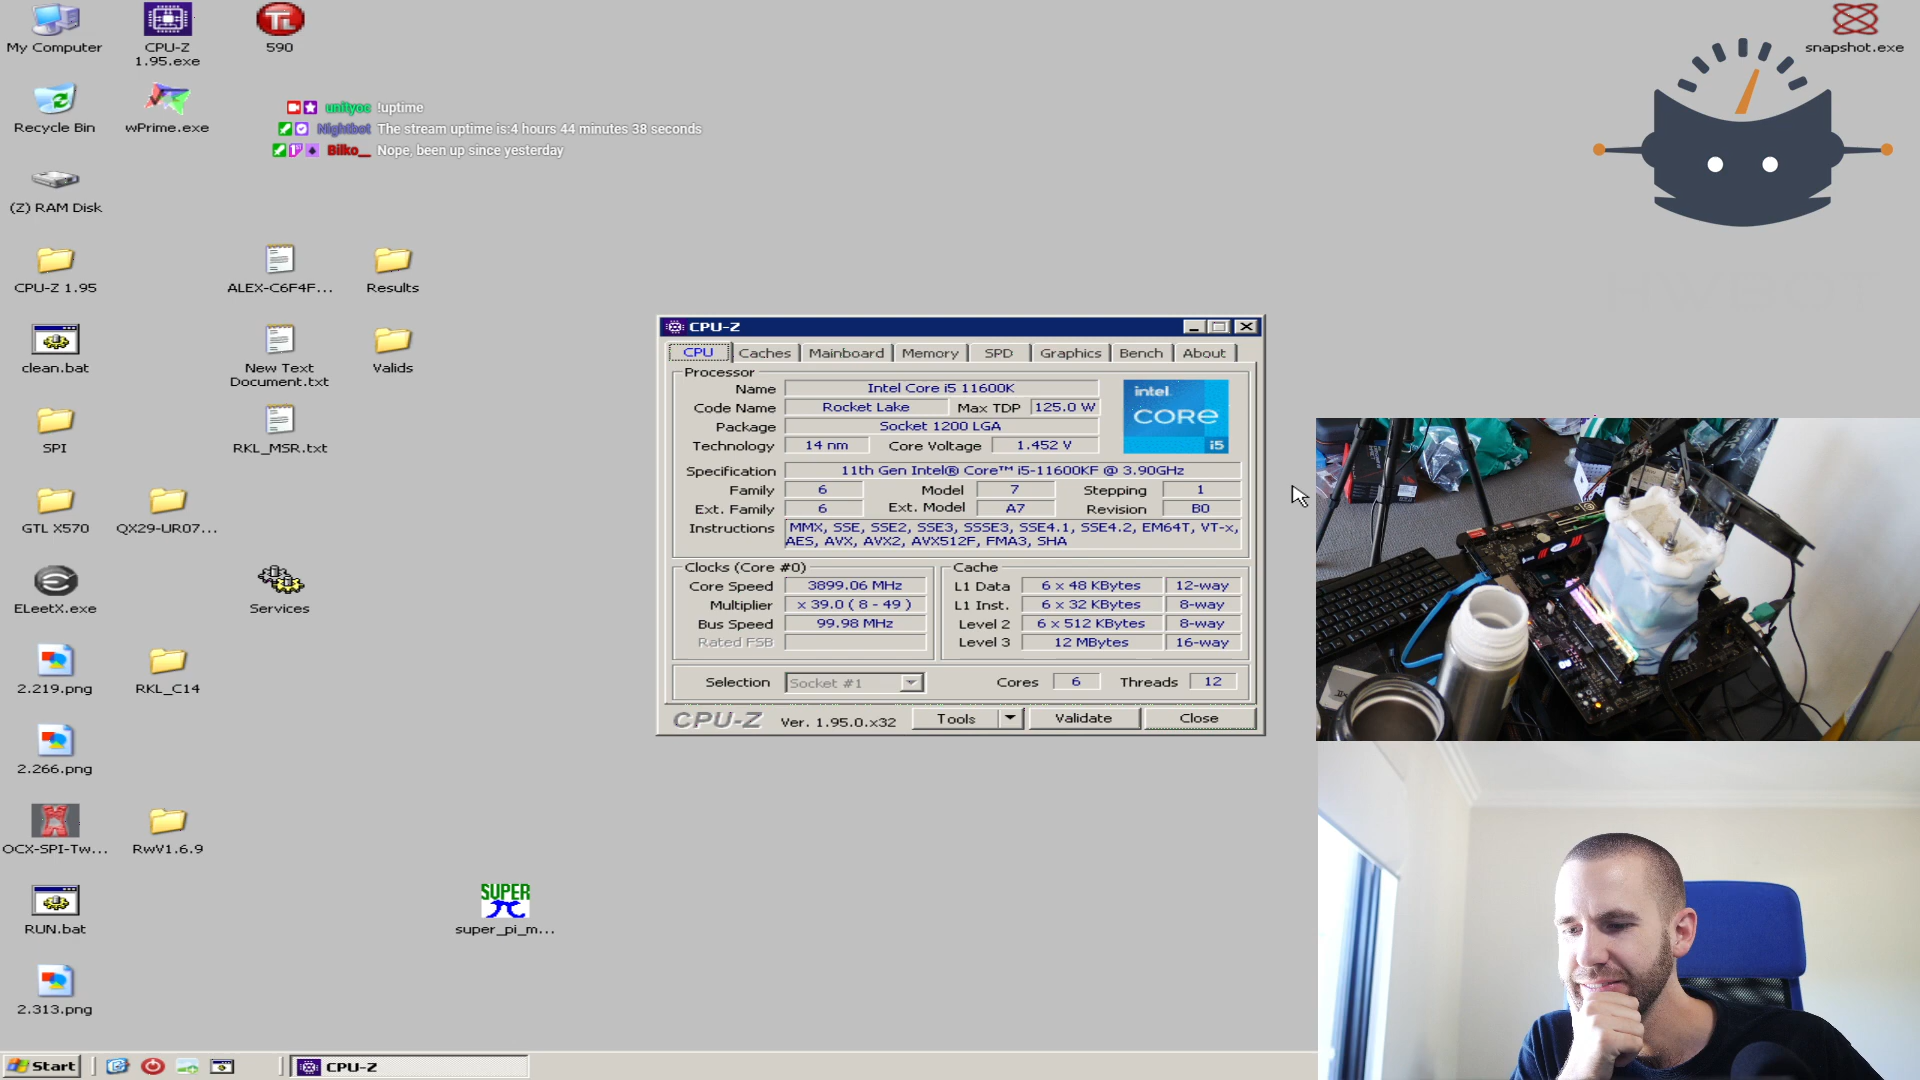 My Computer
CPU-Z
1.95.exe
590
snapshot.exe
Recycle Bin
wPrime.exe
unityoc !uptime
Nightbot The stream uptime is:4 hours 44 minutes 38 seconds
Bilko__ Nope, been up since yesterday
(Z) RAM Disk
CPU-Z 1.95
ALEX-C6F4F...
Results
clean.bat
New Text
Document.txt
Valids
SPI
RKL_MSR.txt
GTL X570
QX29-UR07...
ELeetX.exe
Services
2.219.png
RKL_C14
2.266.png
OCX-SPI-Tw...
RwV1.6.9
RUN.bat
SUPER
super_pi_m...
2.313.png
CPU-Z
CPU Caches Mainboard Memory SPD Graphics Bench About
Processor
Name Intel Core i5 11600K
Code Name Rocket Lake Max TDP 125.0 W
Package Socket 1200 LGA
Technology 14 nm Core Voltage 1.452 V
intel
CORE
i5
Specification 11th Gen Intel® Core™ i5-11600KF @ 3.90GHz
Family 6 Model 7 Stepping 1
Ext. Family 6 Ext. Model A7 Revision B0
Instructions MMX, SSE, SSE2, SSE3, SSSE3, SSE4.1, SSE4.2, EM64T, VT-x,
AES, AVX, AVX2, AVX512F, FMA3, SHA
Clocks (Core #0)
Core Speed 3899.06 MHz
Multiplier x 39.0 ( 8 - 49 )
Bus Speed 99.98 MHz
Rated FSB
Cache
L1 Data 6 x 48 KBytes 12-way
L1 Inst. 6 x 32 KBytes 8-way
Level 2 6 x 512 KBytes 8-way
Level 3 12 MBytes 16-way
Selection Socket #1 Cores 6 Threads 12
CPU-Z Ver. 1.95.0.x32 Tools Validate Close
Start
CPU-Z